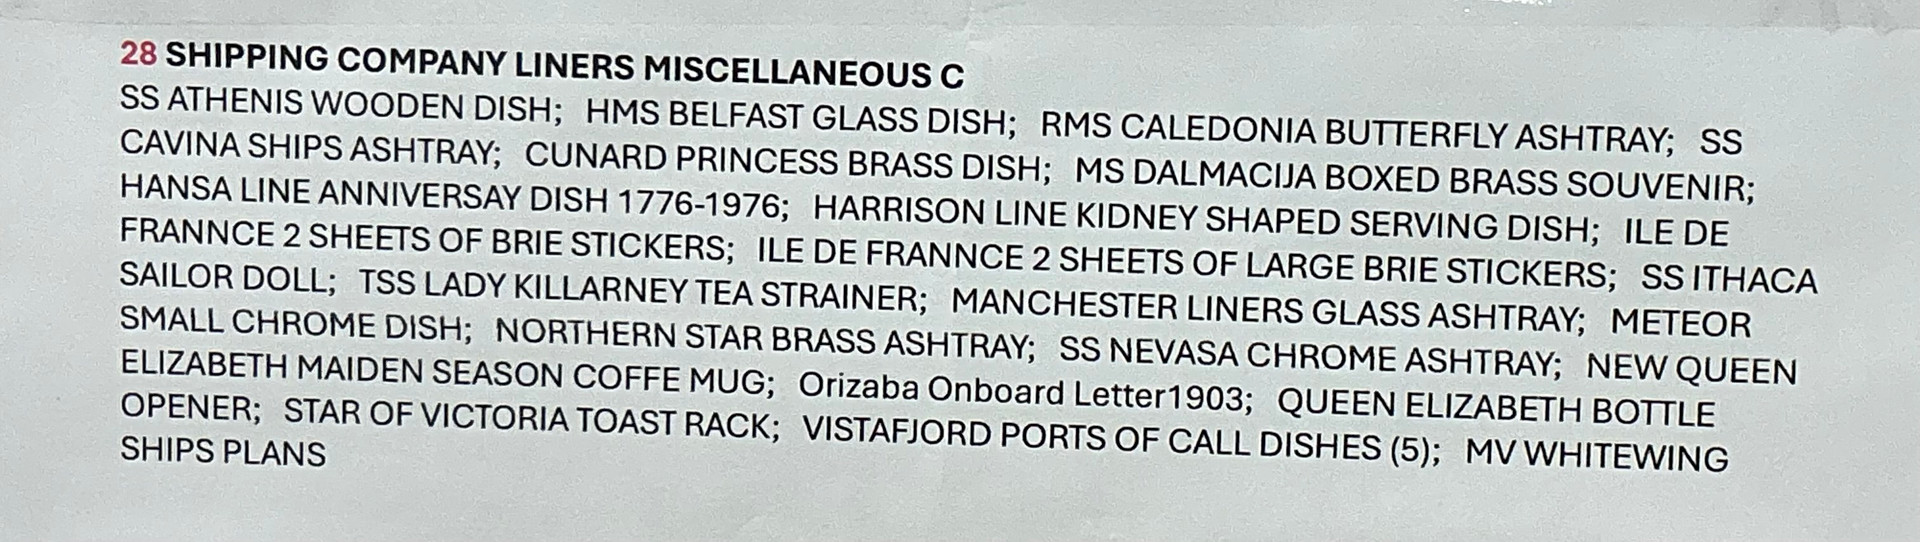 28 SHIPPING COMPANY LINERS MISCELLANEOUS C
SS ATHENIS WOODEN DISH; HMS BELFAST GLASS DISH; RMS CALEDONIA BUTTERFLY ASHTRAY; SS
CAVINA SHIPS ASHTRAY; CUNARD PRINCESS BRASS DISH; MS DALMACIJA BOXED BRASS SOUVENIR;
HANSA LINE ANNIVERSAY DISH 1776-1976; HARRISON LINE KIDNEY SHAPED SERVING DISH; ILE DE
FRANNCE 2 SHEETS OF BRIE STICKERS; ILE DE FRANNCE 2 SHEETS OF LARGE BRIE STICKERS; SS ITHACA
SAILOR DOLL; TSS LADY KILLARNEY TEA STRAINER; MANCHESTER LINERS GLASS ASHTRAY; METEOR
SMALL CHROME DISH; NORTHERN STAR BRASS ASHTRAY; SS NEVASA CHROME ASHTRAY; NEW QUEEN
ELIZABETH MAIDEN SEASON COFFE MUG; Orizaba Onboard Letter1903; QUEEN ELIZABETH BOTTLE
OPENER; STAR OF VICTORIA TOAST RACK; VISTAFJORD PORTS OF CALL DISHES (5); MV WHITEWING
SHIPS PLANS